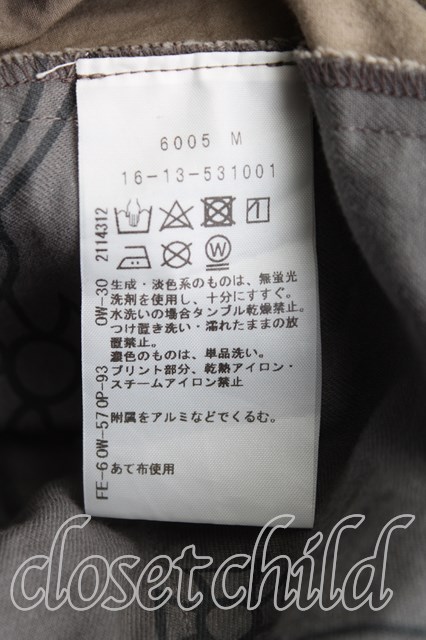 6005 M
16-13-531001
W
生成・淡色系のものは、無蛍光
洗剤を使用し、十分にすすぐ。
水洗いの場合タンブル乾燥禁止。
つけ置き洗い・濡れたままの放
置禁止。
濃色のものは、単品洗い。
プリント部分、乾熱アイロン・
スチームアイロン禁止
附属をアルミなどでくるむ。
あて布使用
FE-60W-570P-93 0W-30 2114312
closetchild